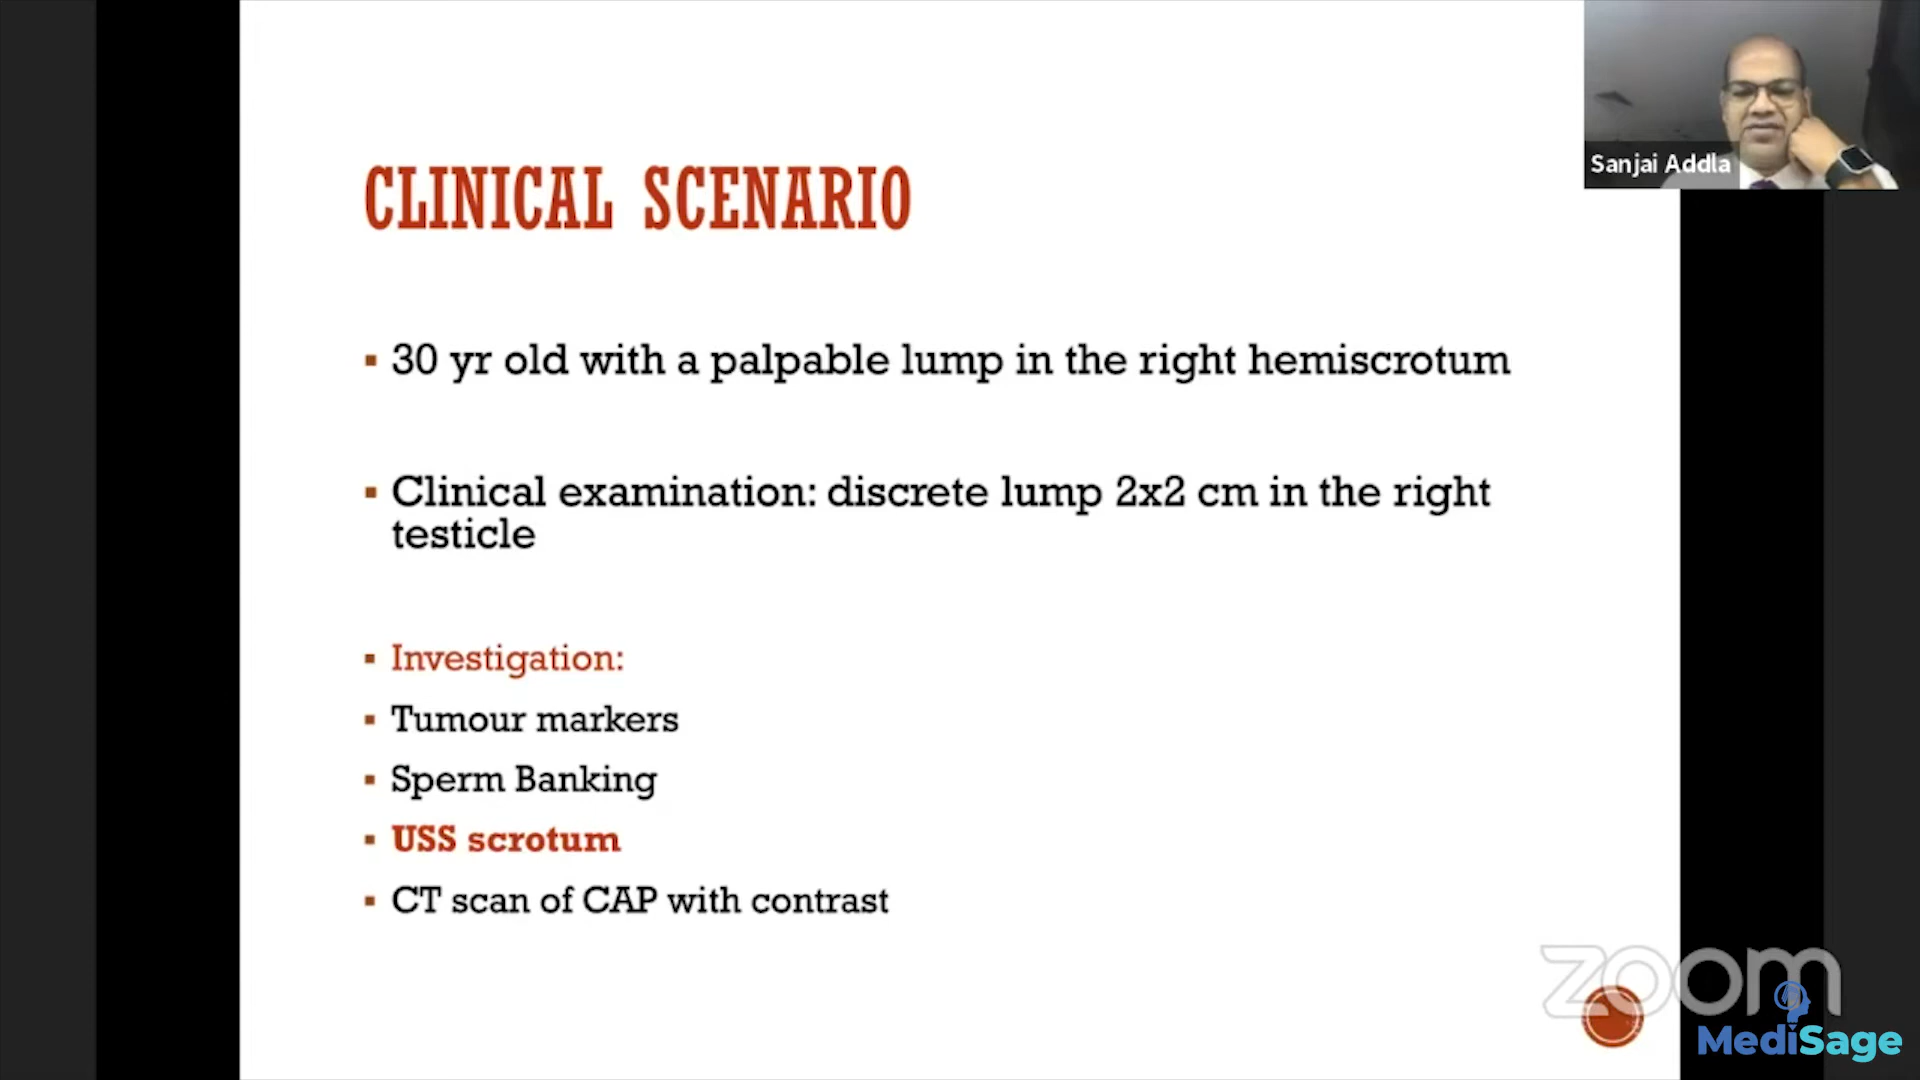 CLINICAL SCENARIO
30 yr old with a palpable lump in the right hemiscrotum
Clinical examination: discrete lump 2x2 cm in the right
testicle
Investigation:
Tumour markers
Sperm Banking
USS scrotum
CT scan of CAP with contrast
Sanjai Addla
zoom
MediSage